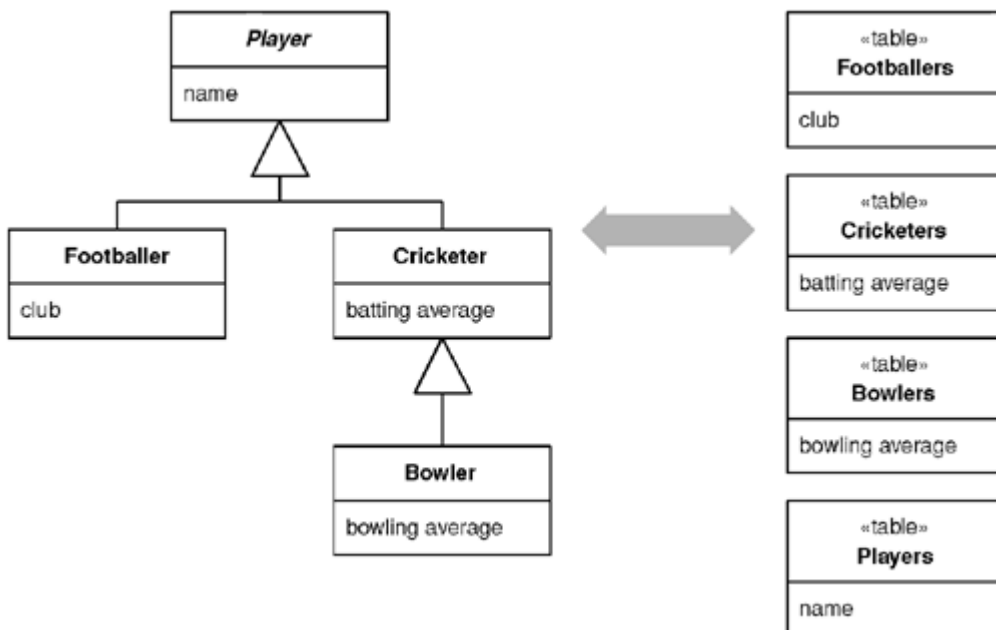 Player
name
Footballer
club
Cricketer
batting average
Bowler
bowling average
«table»
Footballers
club
«table»
Cricketers
batting average
«table»
Bowlers
bowling average
«table»
Players
name